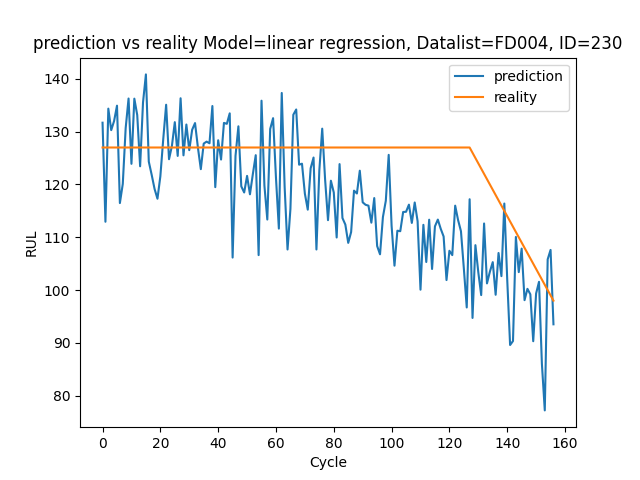 prediction vs reality Model=linear regression, Datalist=FD004, ID=230
prediction
reality
140
130
120
110
100
90
80
RUL
0 20 40 60 80 100 120 140 160
Cycle